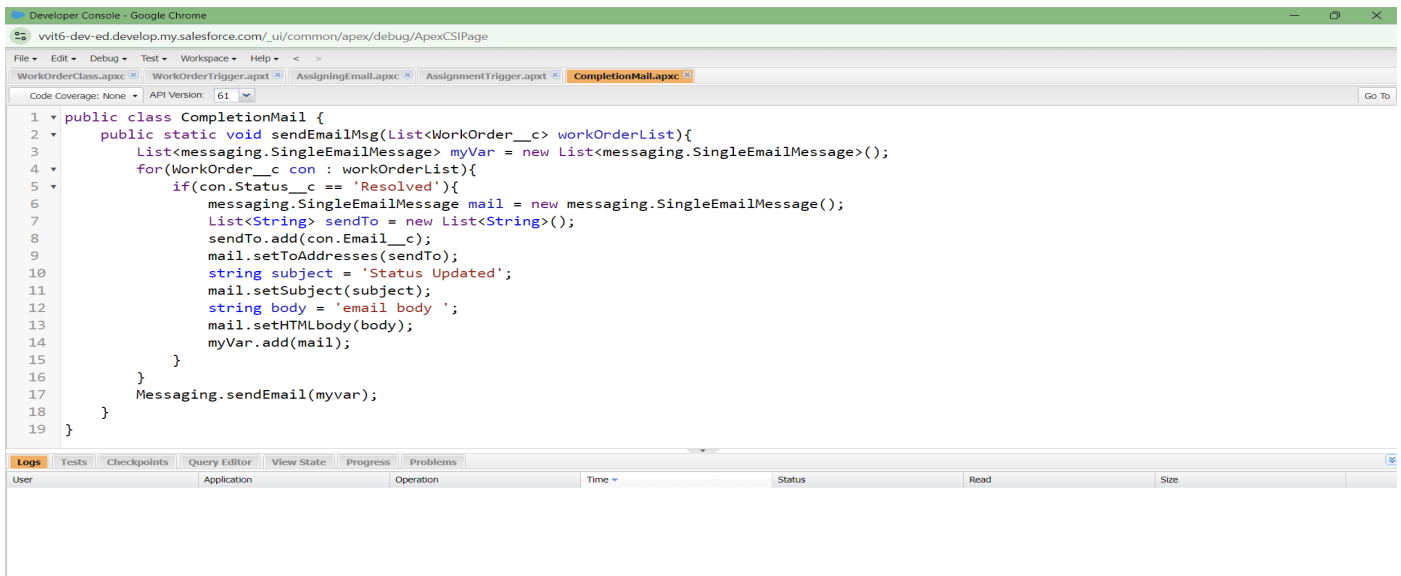 Developer Console - Google Chrome
vvit6-dev-ed.develop.my.salesforce.com/_ui/common/apex/debug/ApexCSIPage
File Edit Debug Test Workspace Help < >
WorkOrderClass.apxc WorkOrderTrigger.apxt AssigningEmail.apxc AssignmentTrigger.apxt CompletionMail.apxc
Code Coverage: None API Version: 61 Go To
1 public class CompletionMail {
2 public static void sendEmailMsg(List<WorkOrder__c> workOrderList){
3 List<messaging.SingleEmailMessage> myVar = new List<messaging.SingleEmailMessage>();
4 for(WorkOrder__c con : workOrderList){
5 if(con.Status__c == 'Resolved'){
6 messaging.SingleEmailMessage mail = new messaging.SingleEmailMessage();
7 List<String> sendTo = new List<String>();
8 sendTo.add(con.Email__c);
9 mail.setToAddresses(sendTo);
10 string subject = 'Status Updated';
11 mail.setSubject(subject);
12 string body = 'email body ';
13 mail.setHTMLbody(body);
14 myVar.add(mail);
15 }
16 }
17 Messaging.sendEmail(myvar);
18 }
19 }
Logs Tests Checkpoints Query Editor View State Progress Problems
User Application Operation Time Status Read Size